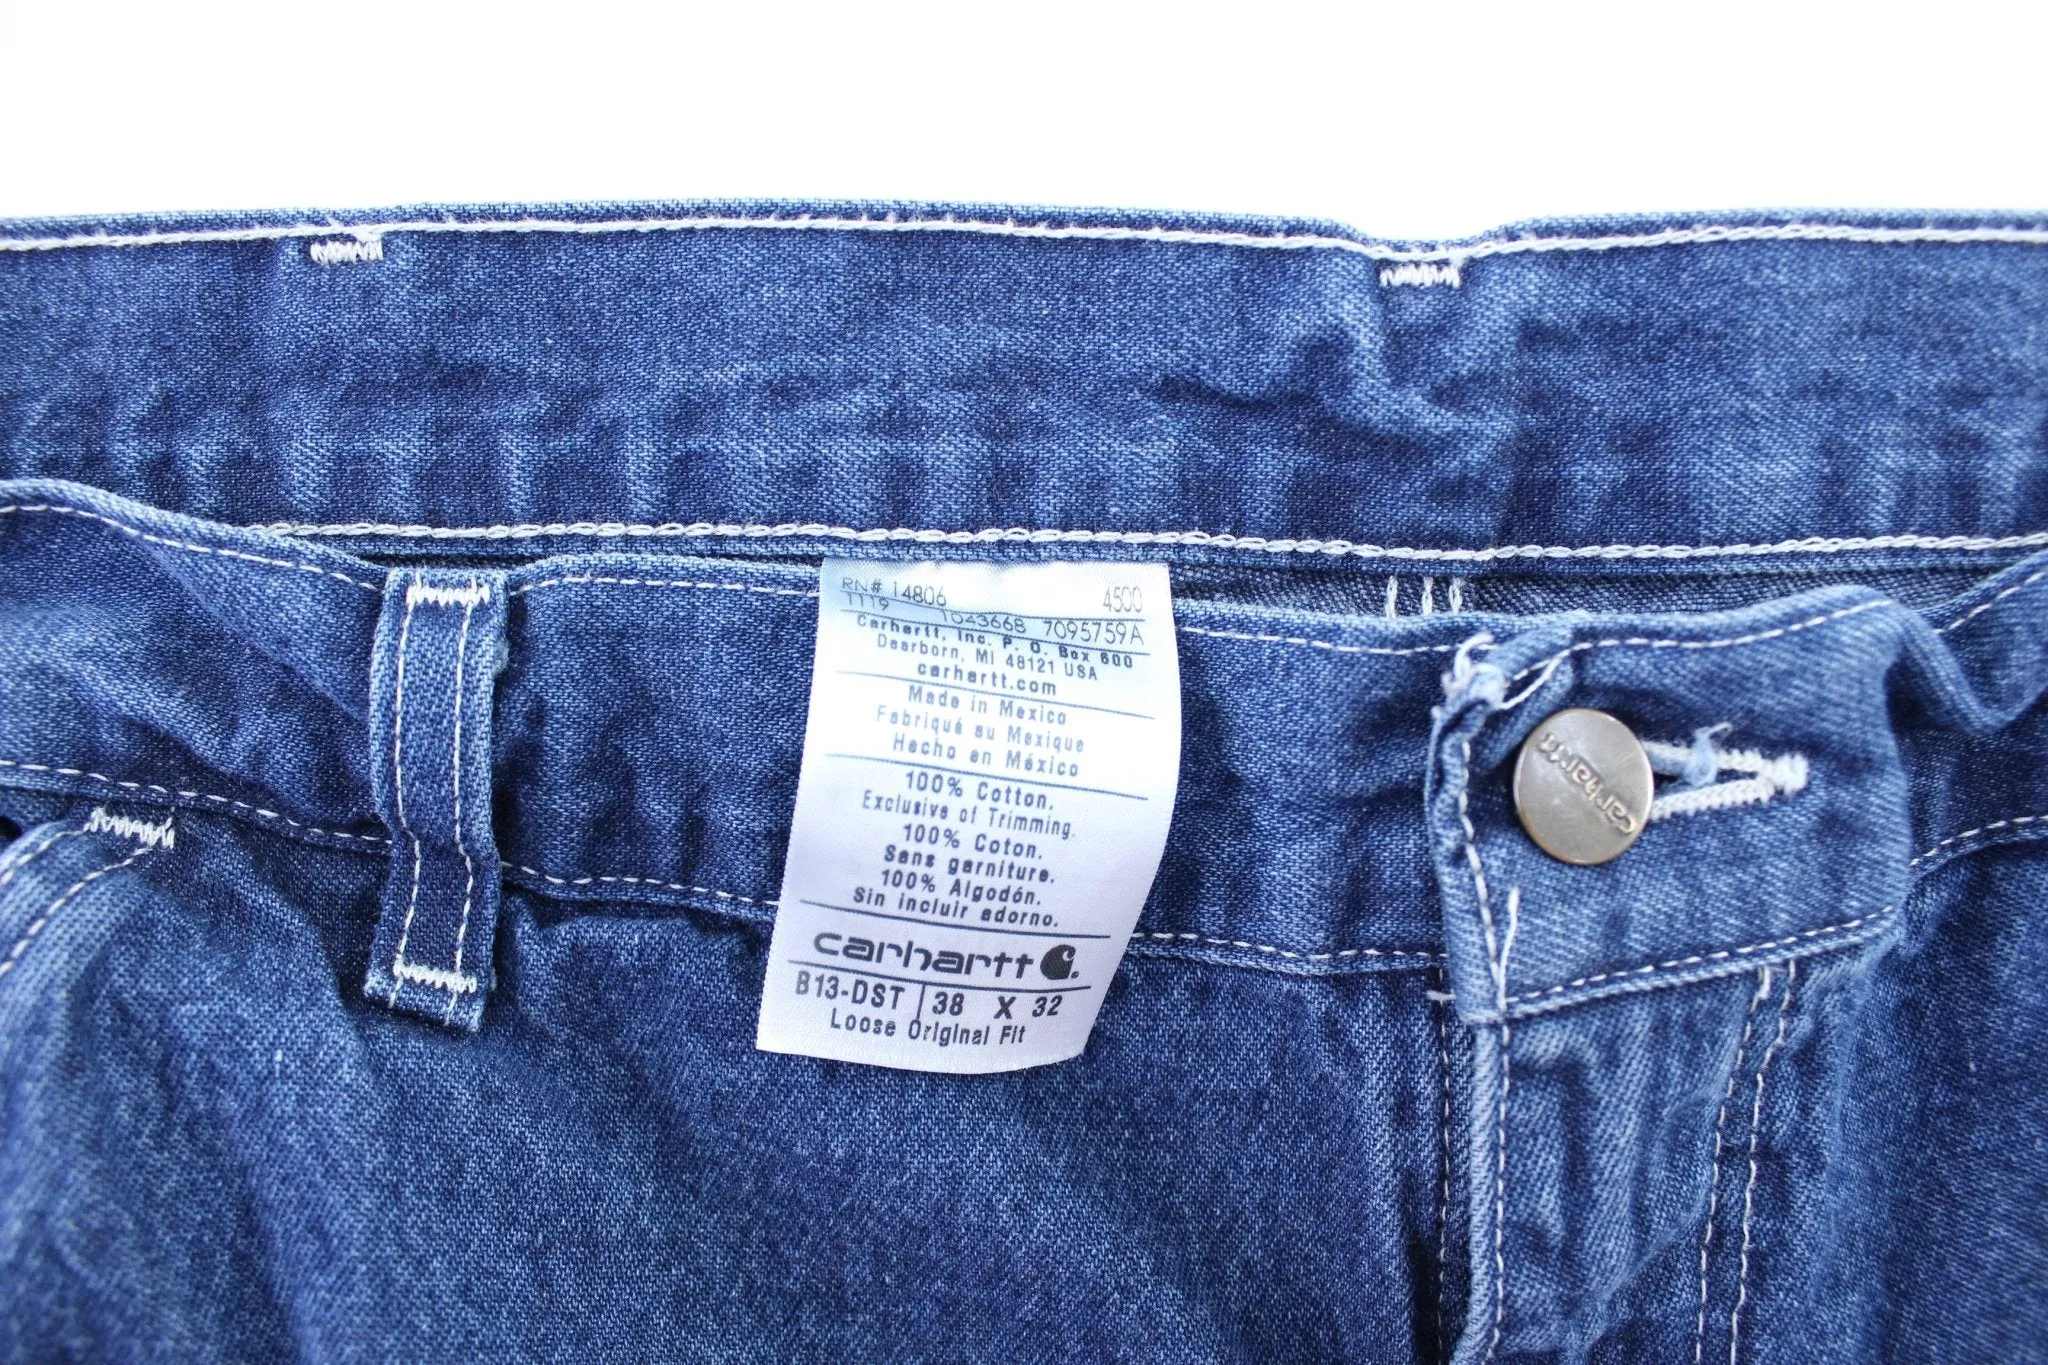 RN# 14806 4500
1119 1043668 7095759A
Carhartt, Inc. P. O. Box 600
Dearborn, MI 48121 USA
carhartt.com
Made in Mexico
Fabriqué au Mexique
Hecho en México
100% Cotton.
Exclusive of Trimming.
100% Coton.
Sans garniture.
100% Algodón.
Sin incluir adorno.
carhartt
B13-DST 38 X 32
Loose Original Fit
carhartt